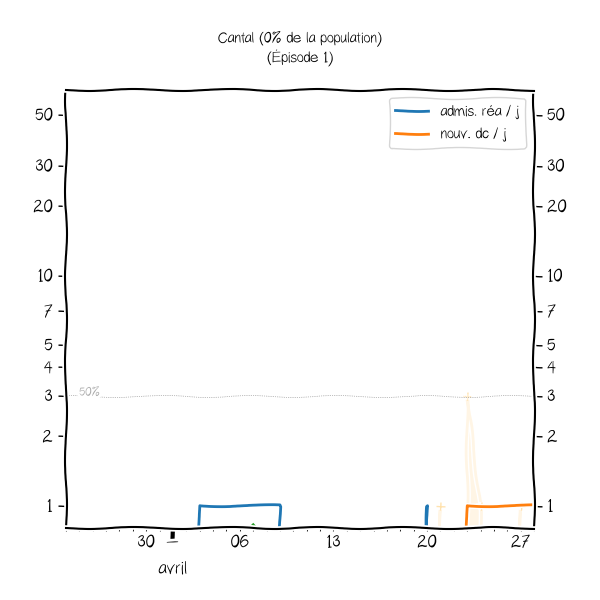 Cantal (0% de la population)
(Épisode 1)
admis. réa / j
nouv. dc / j
50 50
30 30
20 20
10 10
7 7
5 5
4 4
50%
3 3
2 2
1 1
30 06 13 20 27
avril